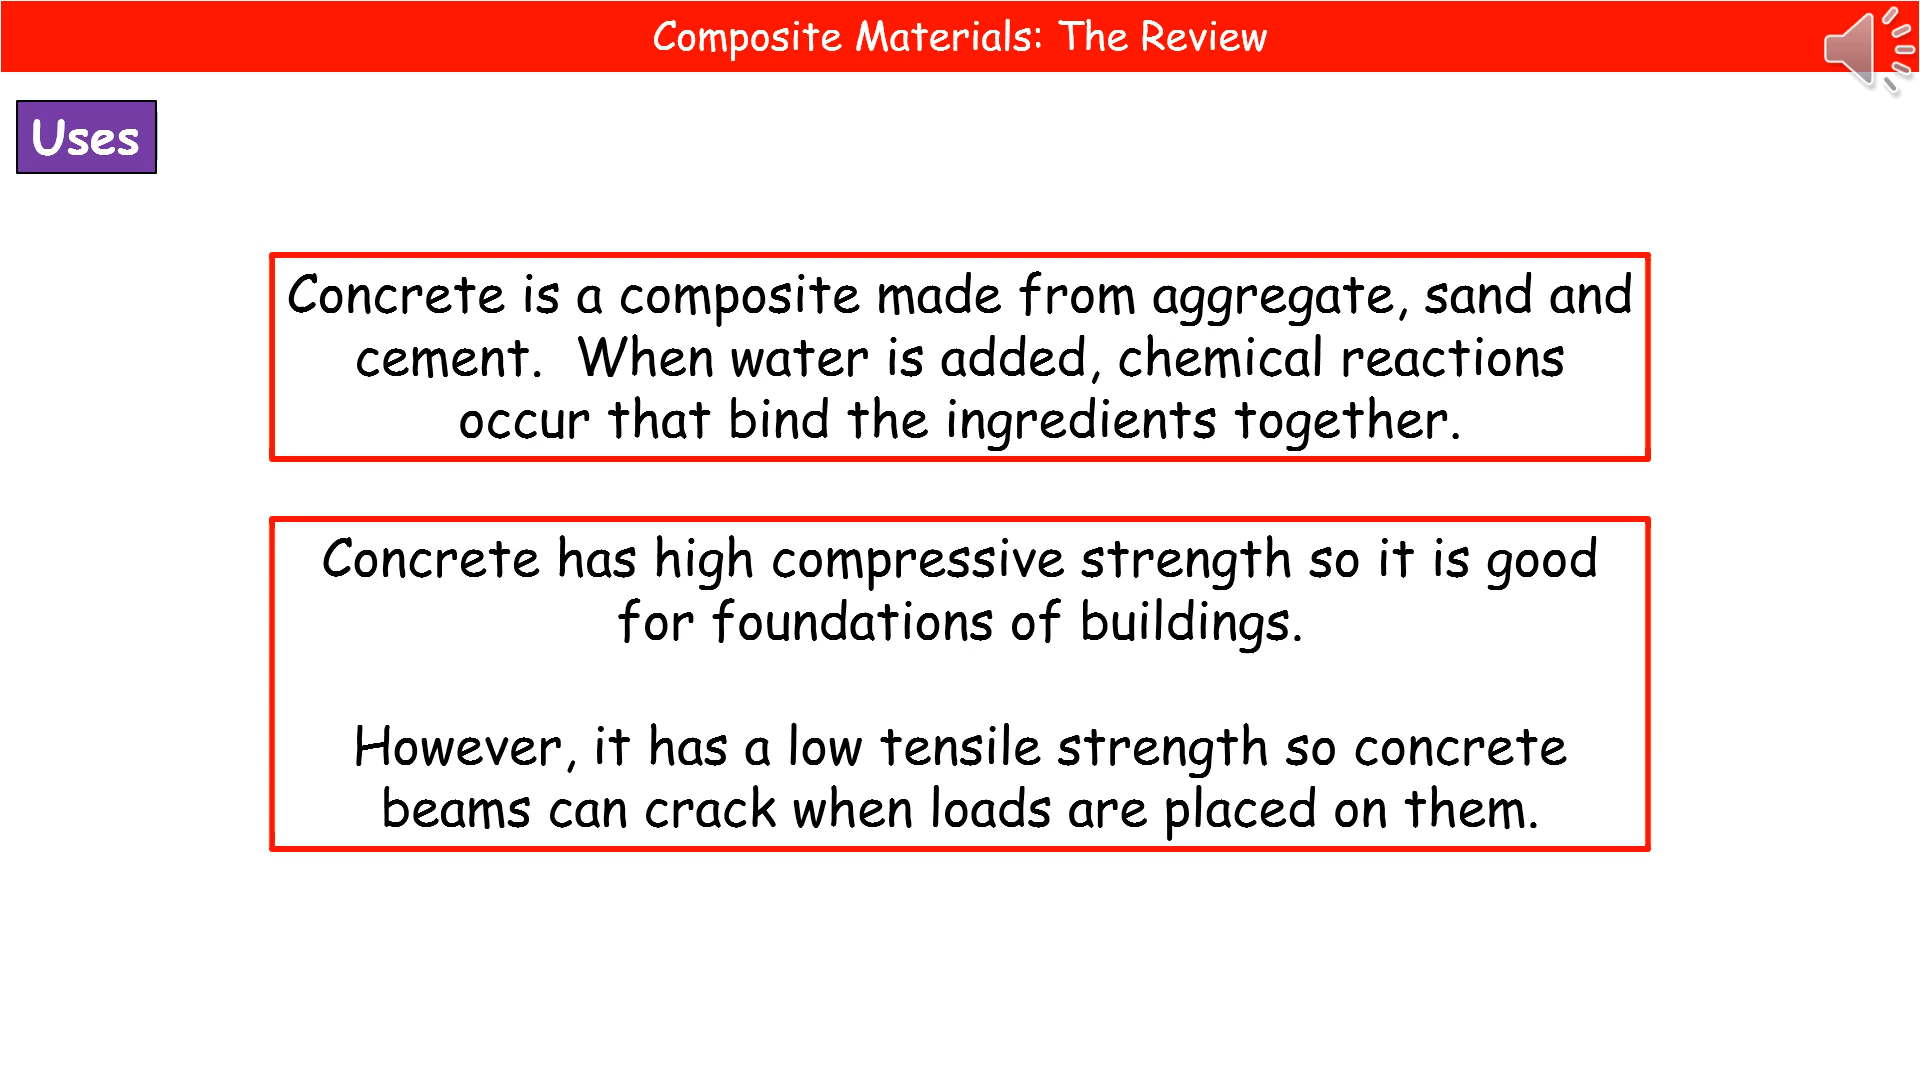 Composite Materials: The Review
Uses
Concrete is a composite made from aggregate, sand and
cement.  When water is added, chemical reactions
occur that bind the ingredients together.
Concrete has high compressive strength so it is good
for foundations of buildings.
However, it has a low tensile strength so concrete
beams can crack when loads are placed on them.